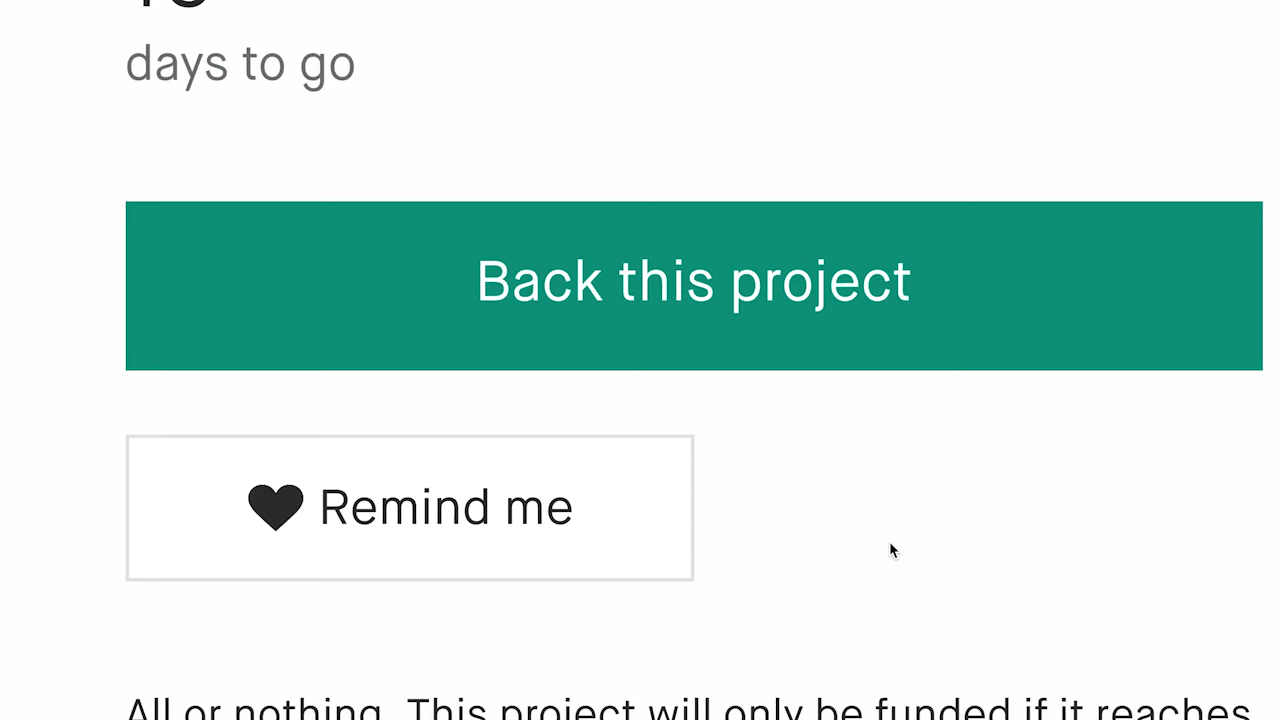 days to go
Back this project
Remind me
All or nothing. This project will only be funded if it reaches